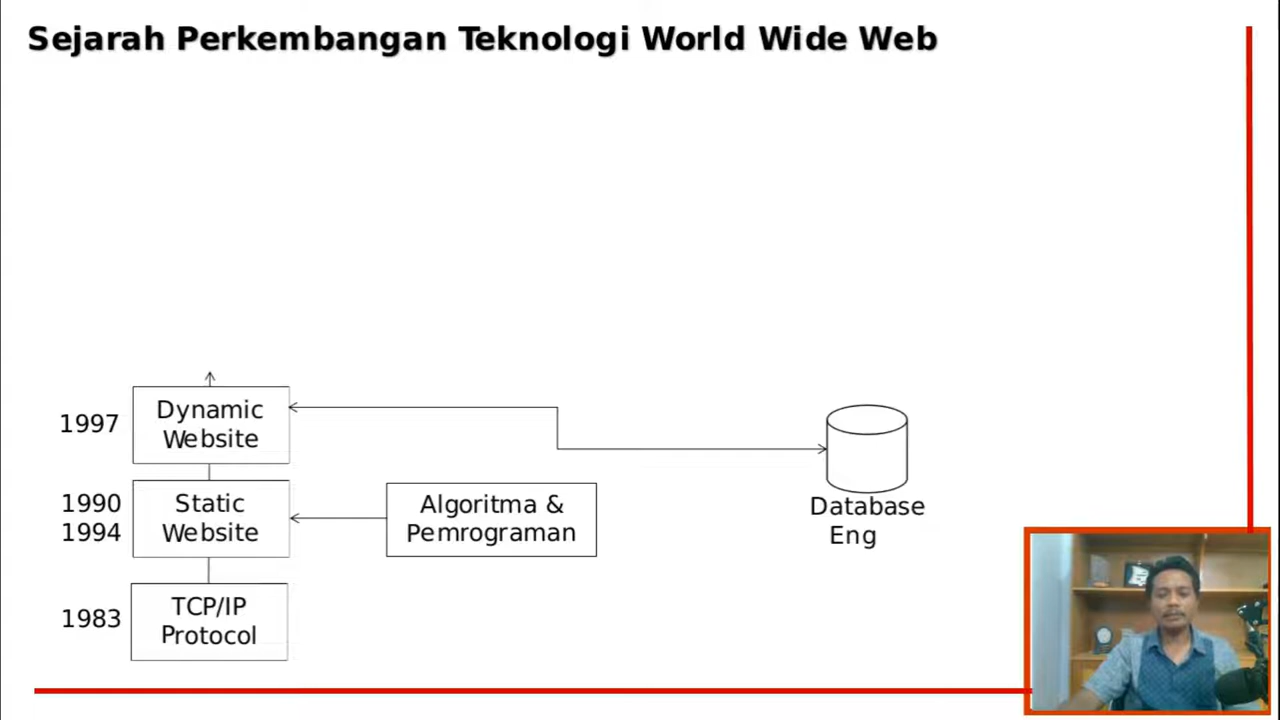 Sejarah Perkembangan Teknologi World Wide Web
1997
Dynamic
Website
1990
1994
Static
Website
Algoritma &
Pemrograman
Database
Eng
1983
TCP/IP
Protocol